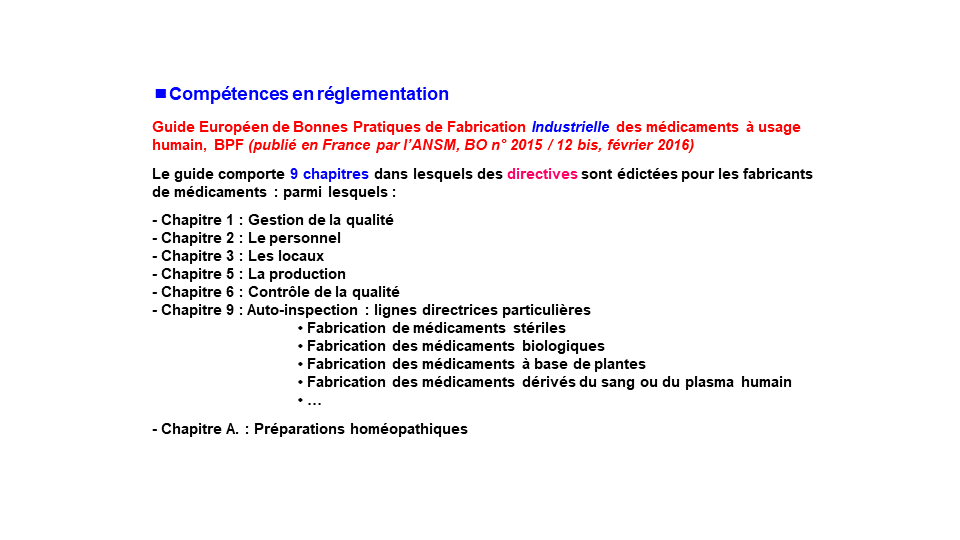 ■Compétences en réglementation
Guide Européen de Bonnes Pratiques de Fabrication Industrielle des médicaments à usage
humain, BPF (publié en France par l’ANSM, BO n° 2015 / 12 bis, février 2016)
Le guide comporte 9 chapitres dans lesquels des directives sont édictées pour les fabricants
de médicaments : parmi lesquels :
- Chapitre 1 : Gestion de la qualité
- Chapitre 2 : Le personnel
- Chapitre 3 : Les locaux
- Chapitre 5 : La production
- Chapitre 6 : Contrôle de la qualité
- Chapitre 9 : Auto-inspection : lignes directrices particulières
• Fabrication de médicaments stériles
• Fabrication des médicaments biologiques
• Fabrication des médicaments à base de plantes
• Fabrication des médicaments dérivés du sang ou du plasma humain
• …
- Chapitre A. : Préparations homéopathiques